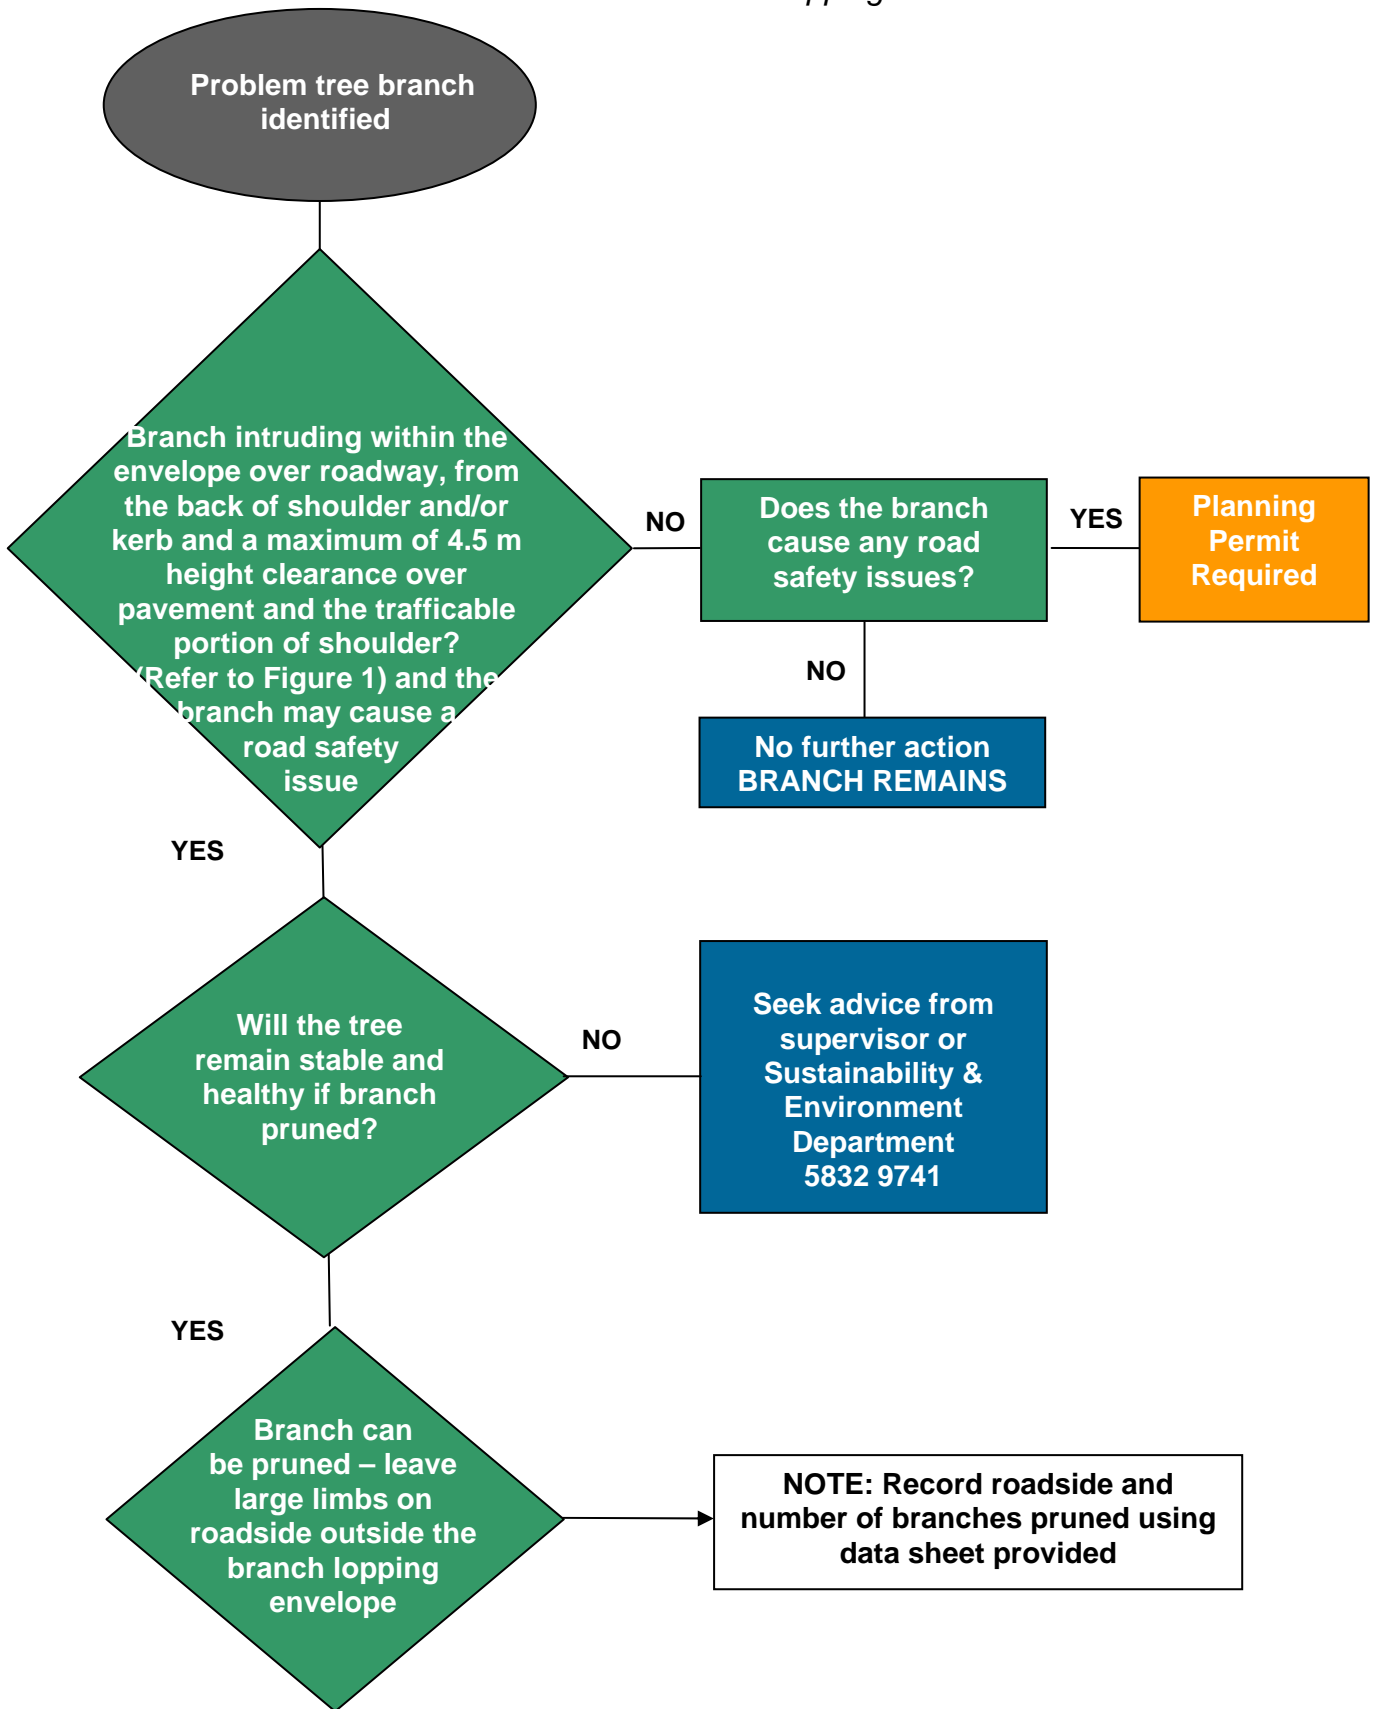 Problem tree branch
identified
Branch intruding within the
envelope over roadway, from
the back of shoulder and/or
kerb and a maximum of 4.5 m
height clearance over
pavement and the trafficable
portion of shoulder?
(Refer to Figure 1) and the
branch may cause a
road safety
issue
NO
Does the branch
cause any road
safety issues?
YES
Planning
Permit
Required
NO
No further action
BRANCH REMAINS
YES
Will the tree
remain stable and
healthy if branch
pruned?
NO
Seek advice from
supervisor or
Sustainability &
Environment
Department
5832 9741
YES
Branch can
be pruned – leave
large limbs on
roadside outside the
branch lopping
envelope
NOTE: Record roadside and
number of branches pruned using
data sheet provided